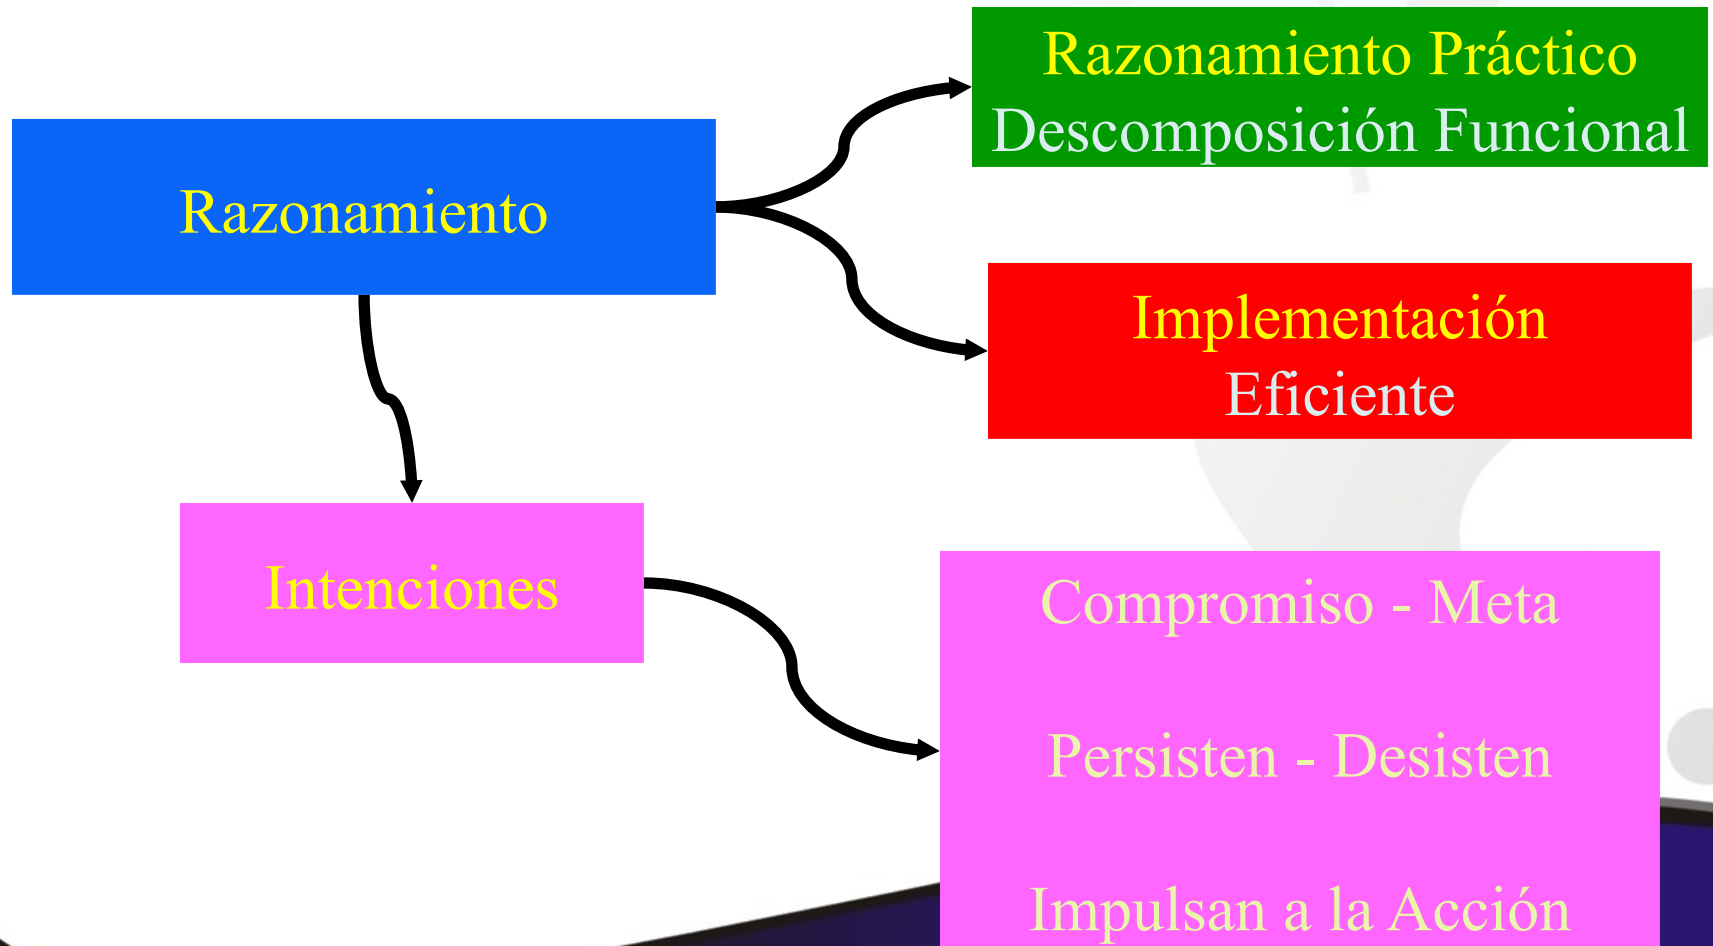 Razonamiento Práctico
Descomposición Funcional
Razonamiento
Implementación
Eficiente
Intenciones
Compromiso - Meta
Persisten - Desisten
Impulsan a la Acción